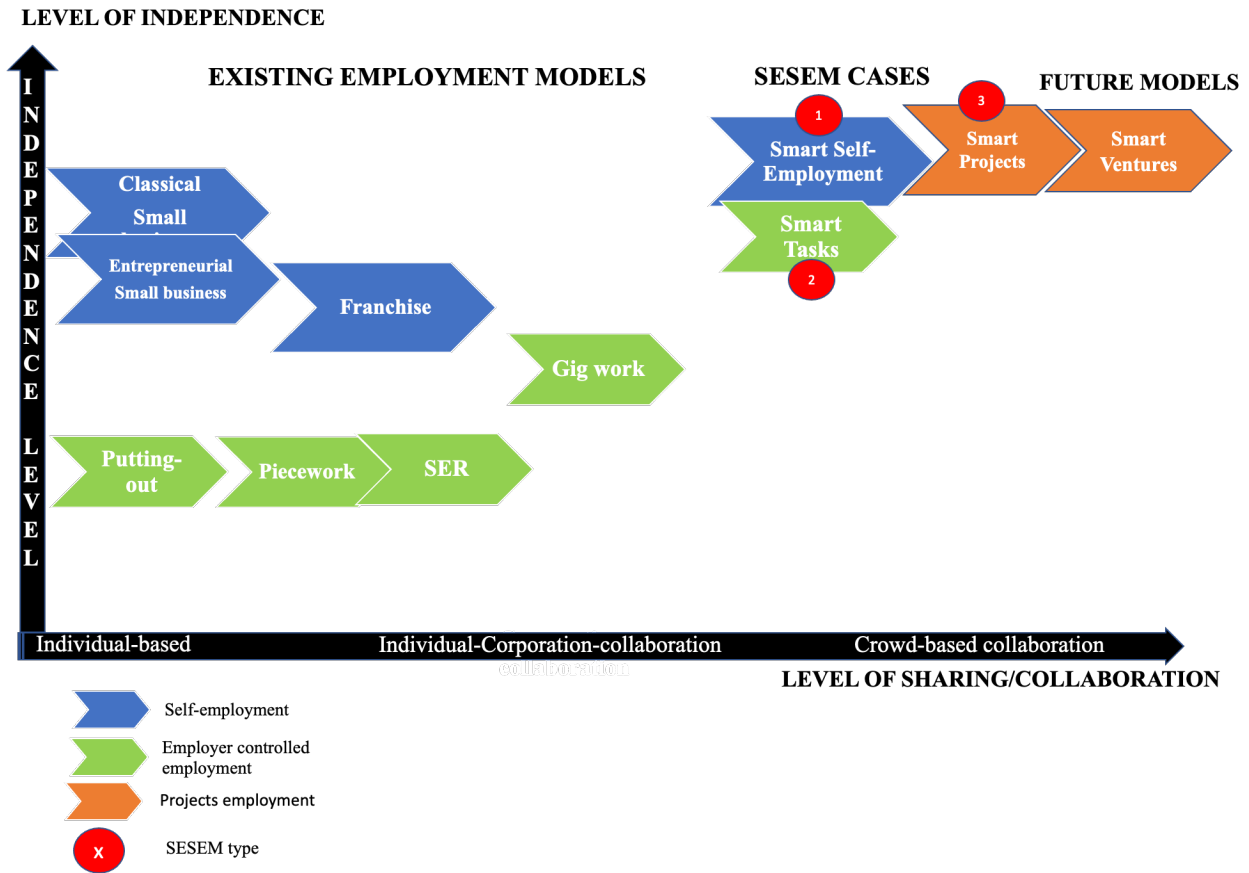 LEVEL OF INDEPENDENCE
EXISTING EMPLOYMENT MODELS
SESEM CASES
FUTURE MODELS
INDEPENDENDENCE LEVEL
1
3
Smart Self-
Employment
Smart
Projects
Smart
Ventures
Classical
Small
Smart
Tasks
2
Entrepreneurial
Small business
Franchise
Gig work
Putting-
out
Piecework
SER
Individual-based
Individual-Corporation-collaboration
Crowd-based collaboration
collaboration
LEVEL OF SHARING/COLLABORATION
Self-employment
Employer controlled
employment
Projects employment
X
SESEM type